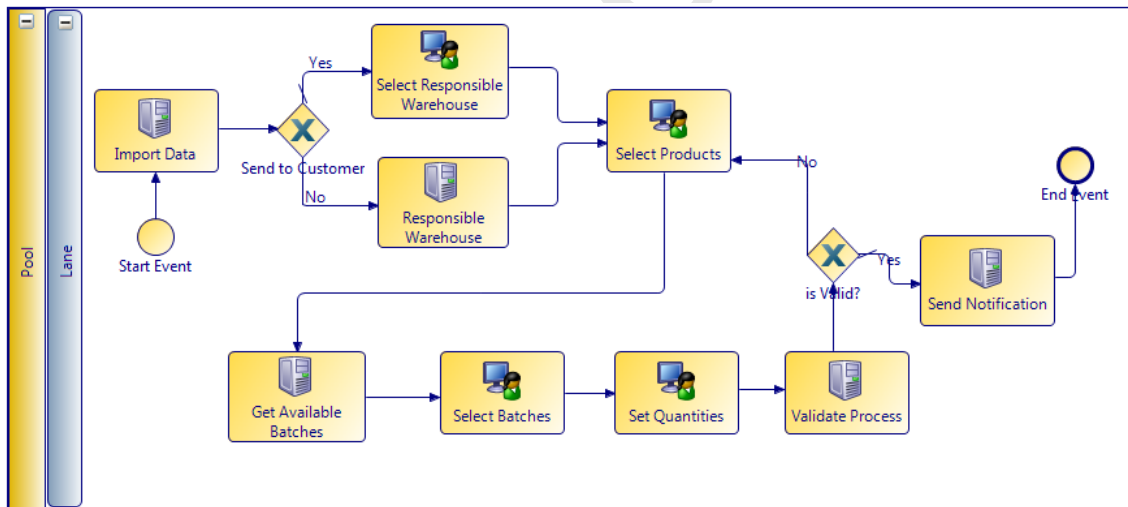 Pool
Lane
Import Data
Start Event
Send to Customer
Yes
No
Select Responsible
Warehouse
Responsible
Warehouse
Select Products
Get Available
Batches
Select Batches
Set Quantities
Validate Process
is Valid?
No
Yes
Send Notification
End Event